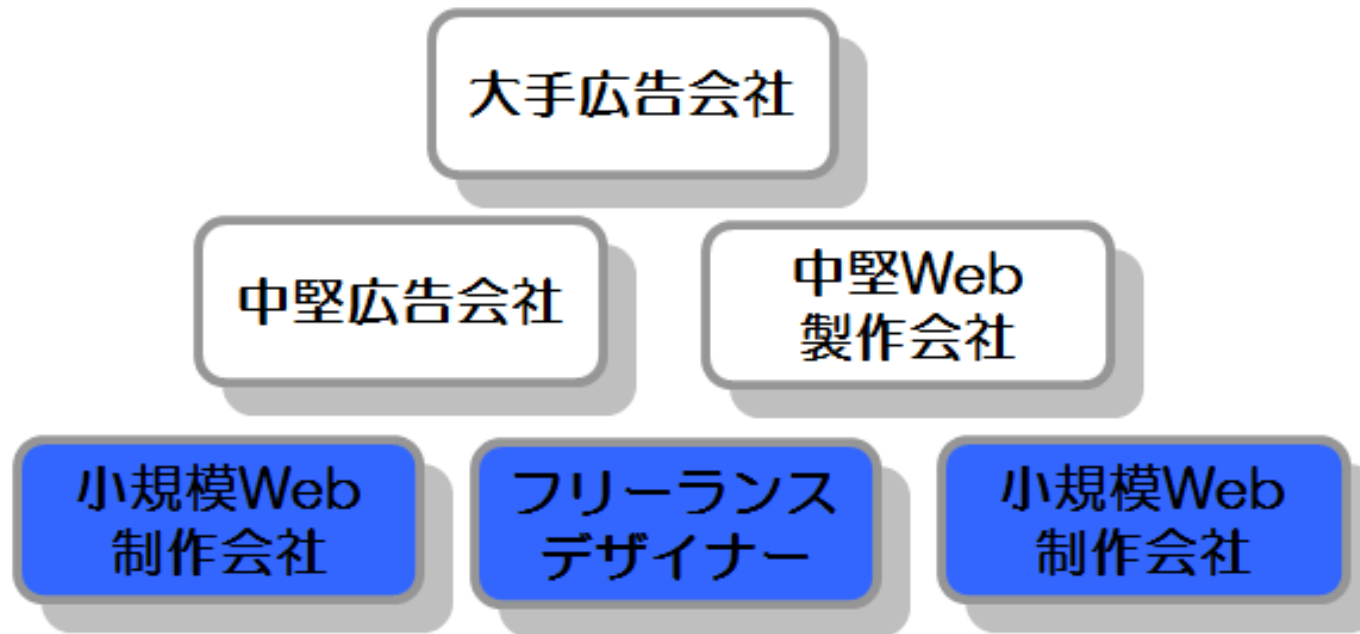 大手広告会社
中堅広告会社
中堅Web
製作会社
小規模Web
制作会社
フリーランス
デザイナー
小規模Web
制作会社